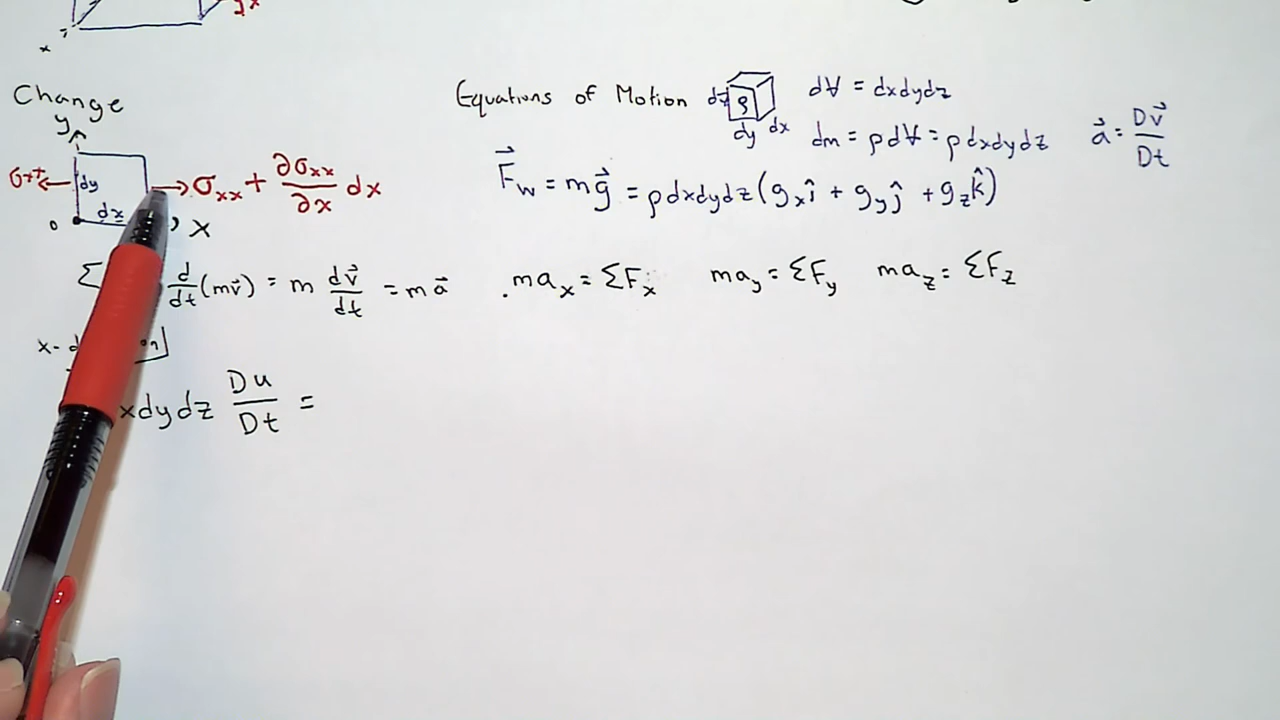 x
Change
y
Equations of Motion dz ρ dy dx
dV = dxdydz
dm = ρdV = ρdxdydz
a⃗ = Dv⃗/Dt
dy
dx
0
x
σxx + ∂σxx/∂x dx
F⃗w = mg⃗ = ρdxdydz(gxî + gyĵ + gzk̂)
Σ d/dt(mv⃗) = m dv⃗/dt = ma⃗
max = ΣFx may = ΣFy maz = ΣFz
x-
xdydz Du/Dt =